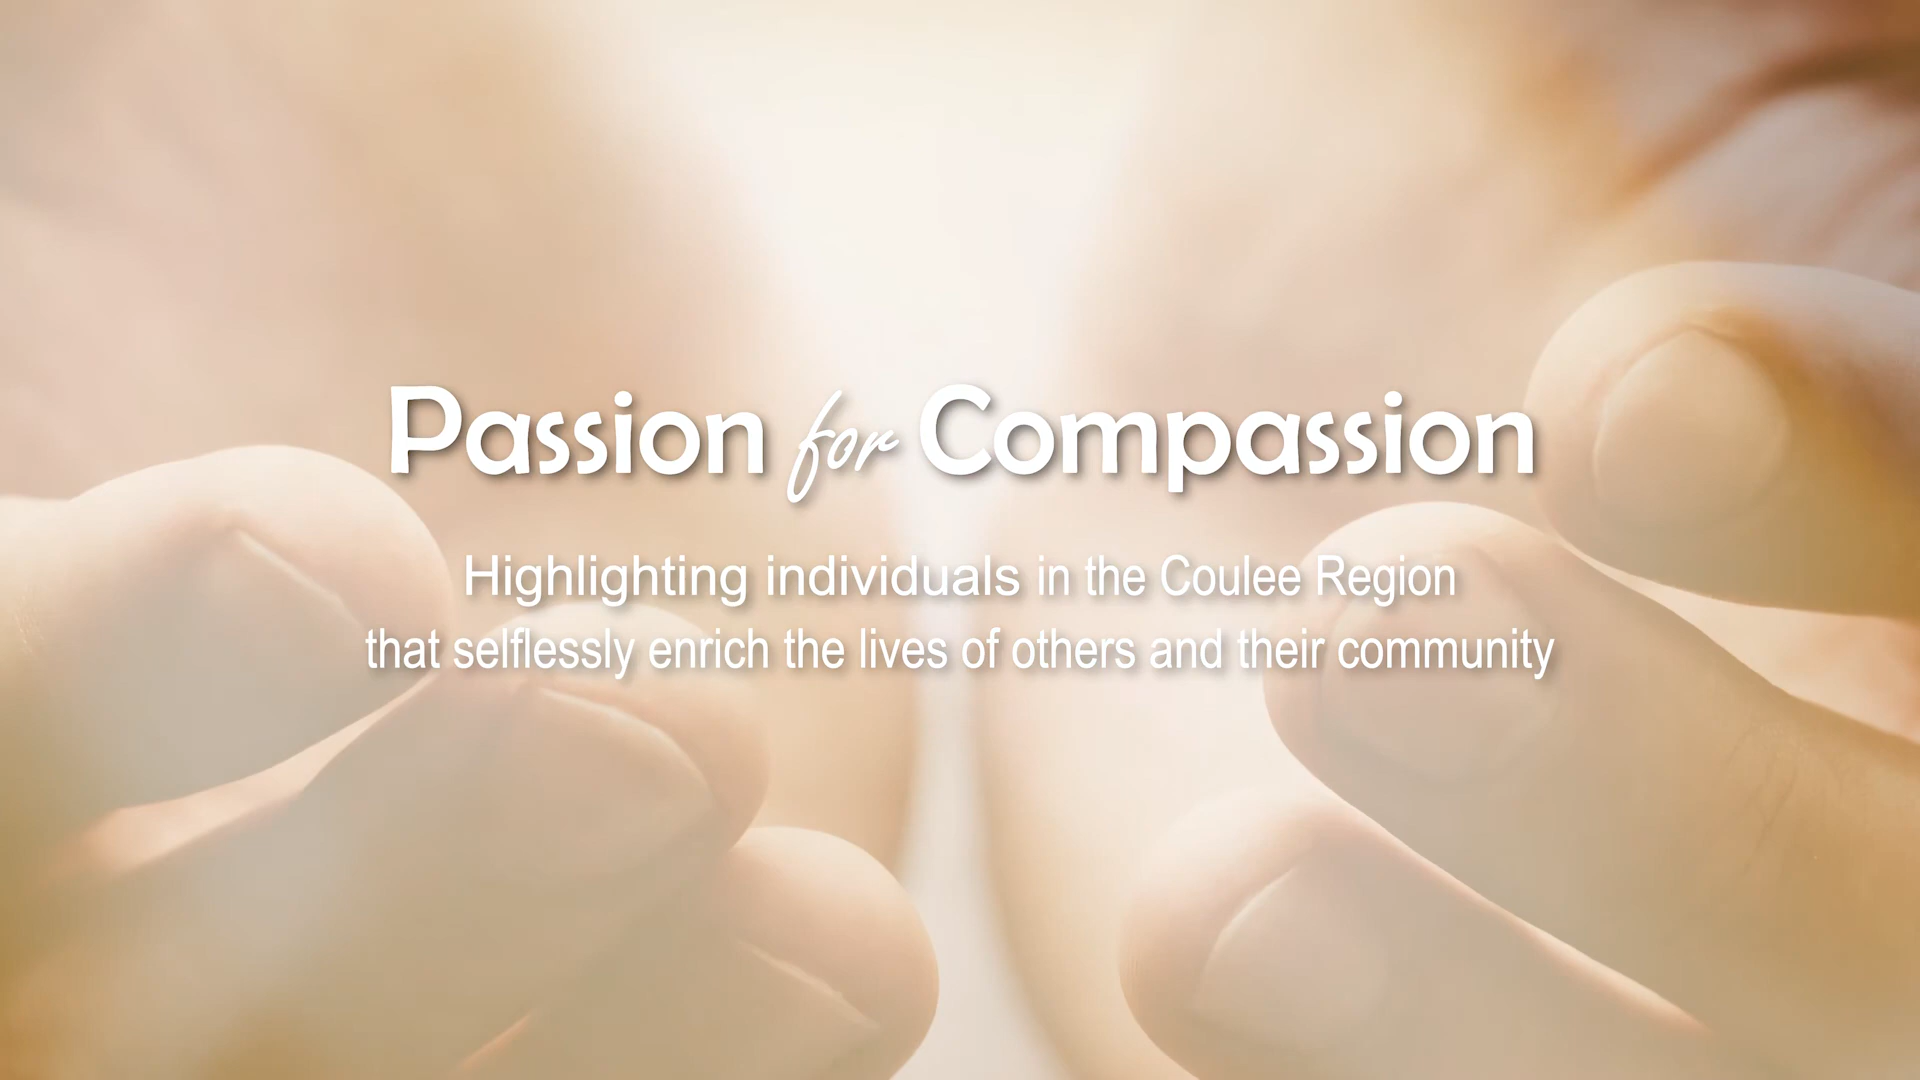 Passion for Compassion
Highlighting individuals in the Coulee Region
that selflessly enrich the lives of others and their community